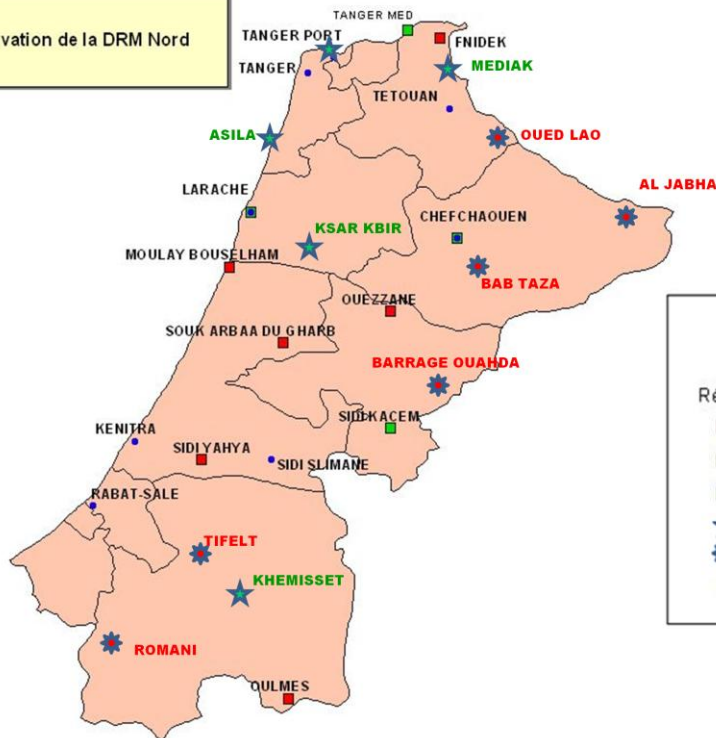 vation de la DRM Nord
TANGER MED
TANGER PORT
FNIDEK
TANGER
MEDIAK
TETOUAN
ASILA
OUED LAO
AL JABHA
LARACHE
CHEFCHAOUEN
KSAR KBIR
MOULAY BOUSELHAM
BAB TAZA
OUEZZANE
SOUK ARBAA DU GHARB
BARRAGE OUAHDA
Ré
SIDI KACEM
KENITRA
SIDI YAHYA
SIDI SLIMANE
RABAT-SALE
TIFELT
KHEMISSET
ROMANI
OULMES